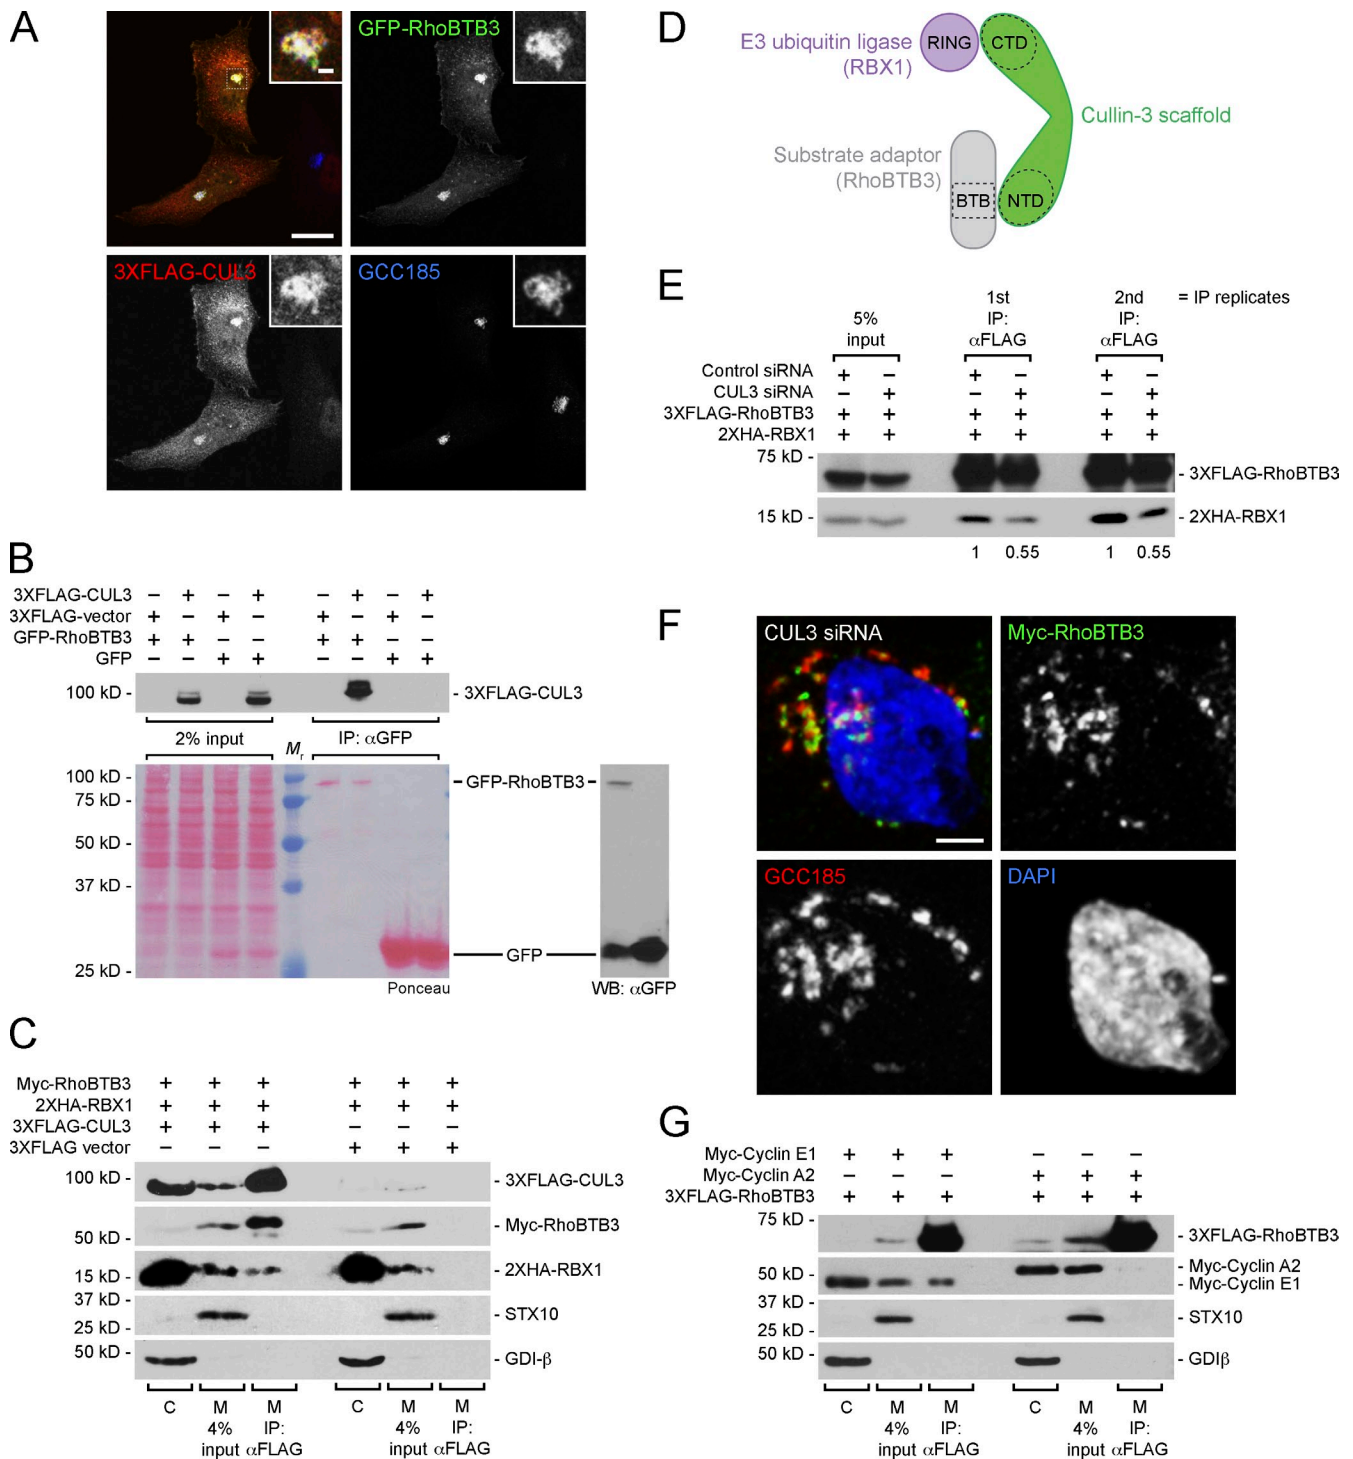 A
GFP-RhoBTB3
3XFLAG-CUL3
GCC185
B
3XFLAG-CUL3 – + – + – + – +
3XFLAG-vector + – + – + – + –
GFP-RhoBTB3 + + – – + + – –
GFP – – + + – – + +
100 kD - - 3XFLAG-CUL3
2% input Mr IP: αGFP
100 kD - GFP-RhoBTB3
75 kD -
50 kD -
37 kD -
GFP
25 kD -
Ponceau WB: αGFP
C
Myc-RhoBTB3 + + + + + +
2XHA-RBX1 + + + + + +
3XFLAG-CUL3 + + + – – –
3XFLAG vector – – – + + +
100 kD - - 3XFLAG-CUL3
- Myc-RhoBTB3
50 kD -
15 kD - - 2XHA-RBX1
37 kD -
- STX10
25 kD -
50 kD - - GDI-β
C M M C M M
4% IP: 4% IP:
input αFLAG input αFLAG
D
E3 ubiquitin ligase
(RBX1)
RING CTD
Cullin-3 scaffold
Substrate adaptor
(RhoBTB3)
BTB NTD
E
1st 2nd = IP replicates
5% IP: IP:
input αFLAG αFLAG
Control siRNA + – + – + –
CUL3 siRNA – + – + – +
3XFLAG-RhoBTB3 + + + + + +
2XHA-RBX1 + + + + + +
75 kD -
- 3XFLAG-RhoBTB3
15 kD - - 2XHA-RBX1
1 0.55 1 0.55
F
CUL3 siRNA
Myc-RhoBTB3
GCC185
DAPI
G
Myc-Cyclin E1 + + + – – –
Myc-Cyclin A2 – – – + + +
3XFLAG-RhoBTB3 + + + + + +
75 kD -
- 3XFLAG-RhoBTB3
- Myc-Cyclin A2
50 kD -
- Myc-Cyclin E1
37 kD -
- STX10
25 kD -
50 kD - - GDIβ
C M M C M M
4% IP: 4% IP:
input αFLAG input αFLAG